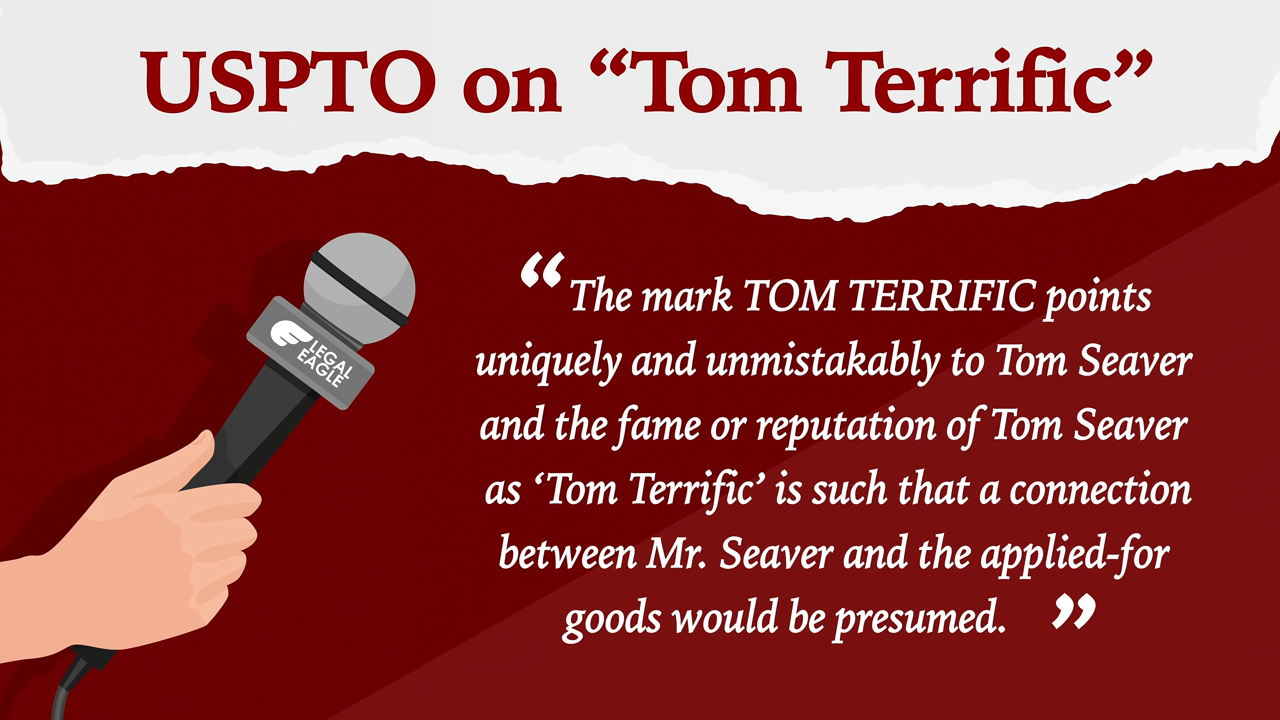 USPTO on “Tom Terrific”
LEGAL
EAGLE
“The mark TOM TERRIFIC points
uniquely and unmistakably to Tom Seaver
and the fame or reputation of Tom Seaver
as ‘Tom Terrific’ is such that a connection
between Mr. Seaver and the applied-for
goods would be presumed. ”